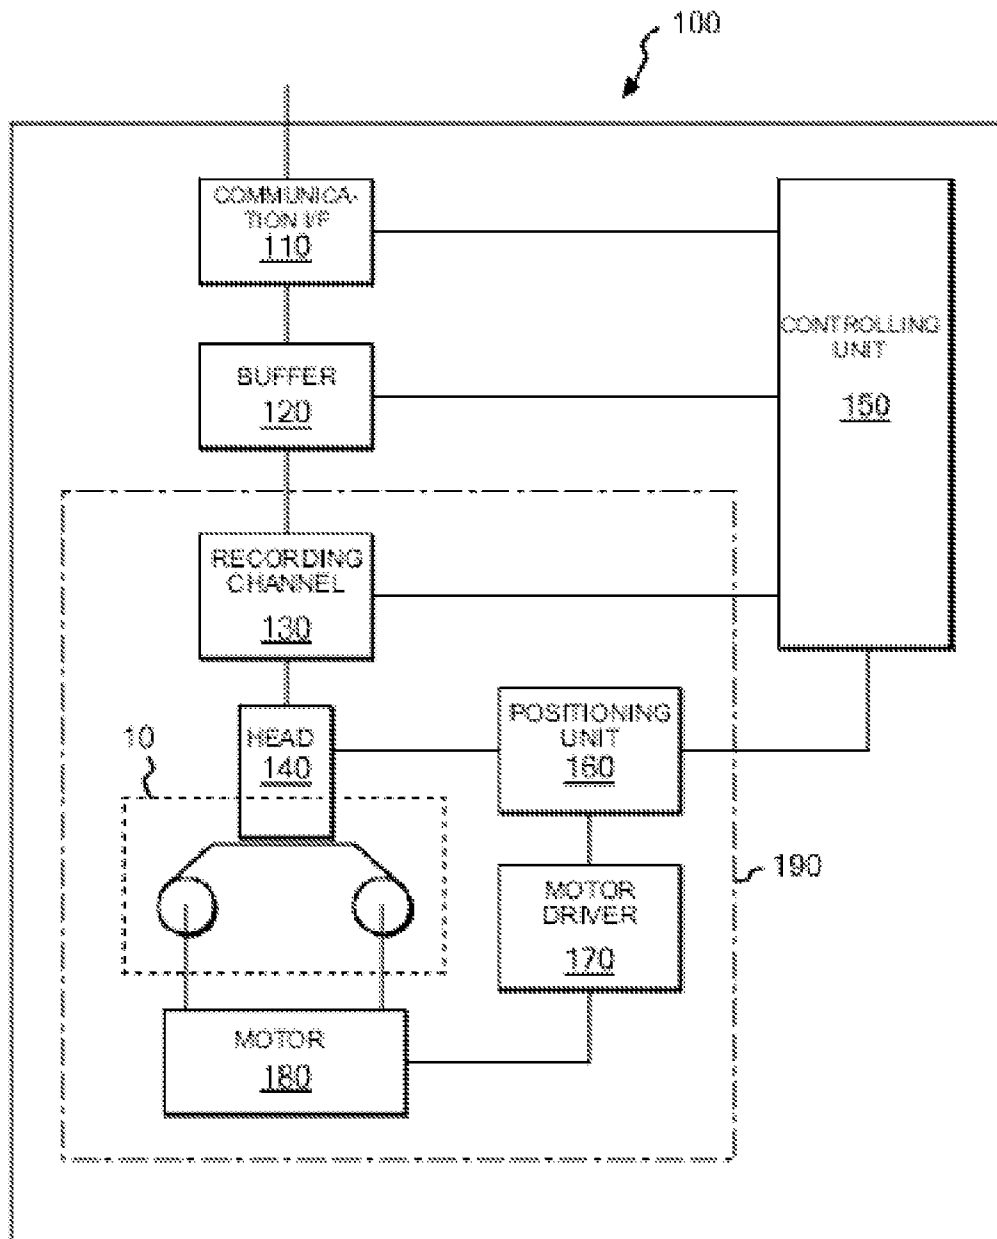 100
COMMUNICA-
TION I/F
110
CONTROLLING
UNIT
150
BUFFER
120
RECORDING
CHANNEL
130
HEAD
140
POSITIONING
UNIT
160
10
190
MOTOR
DRIVER
170
MOTOR
180